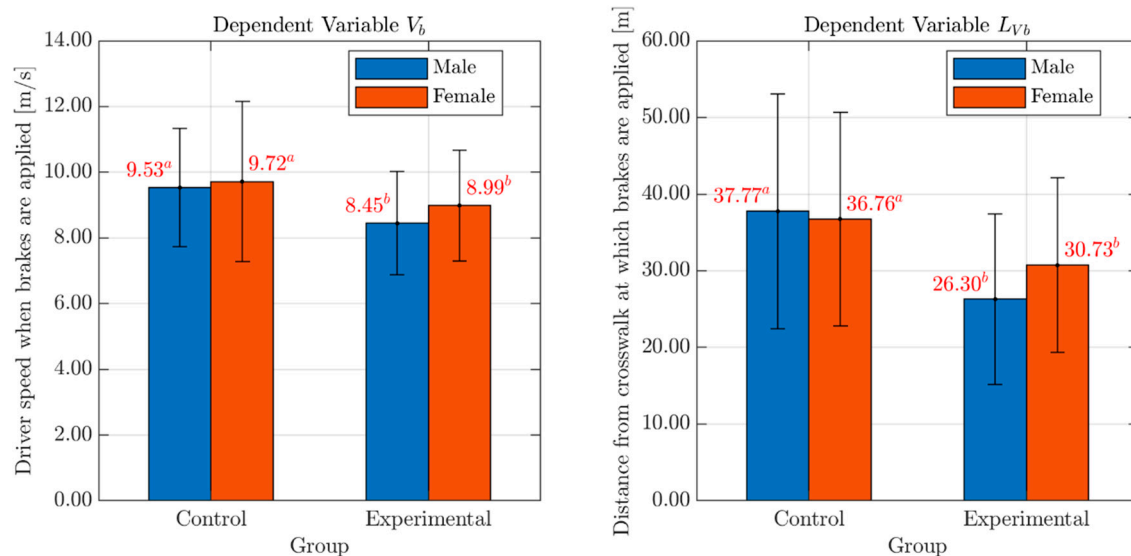 Dependent Variable V_b
Driver speed when brakes are applied [m/s]
14.00
12.00
10.00
8.00
6.00
4.00
2.00
0.00
Male
Female
9.53^a
9.72^a
8.45^b
8.99^b
Control
Experimental
Group
Dependent Variable L_{Vb}
Distance from crosswalk at which brakes are applied [m]
60.00
50.00
40.00
30.00
20.00
10.00
0.00
Male
Female
37.77^a
36.76^a
26.30^b
30.73^b
Control
Experimental
Group